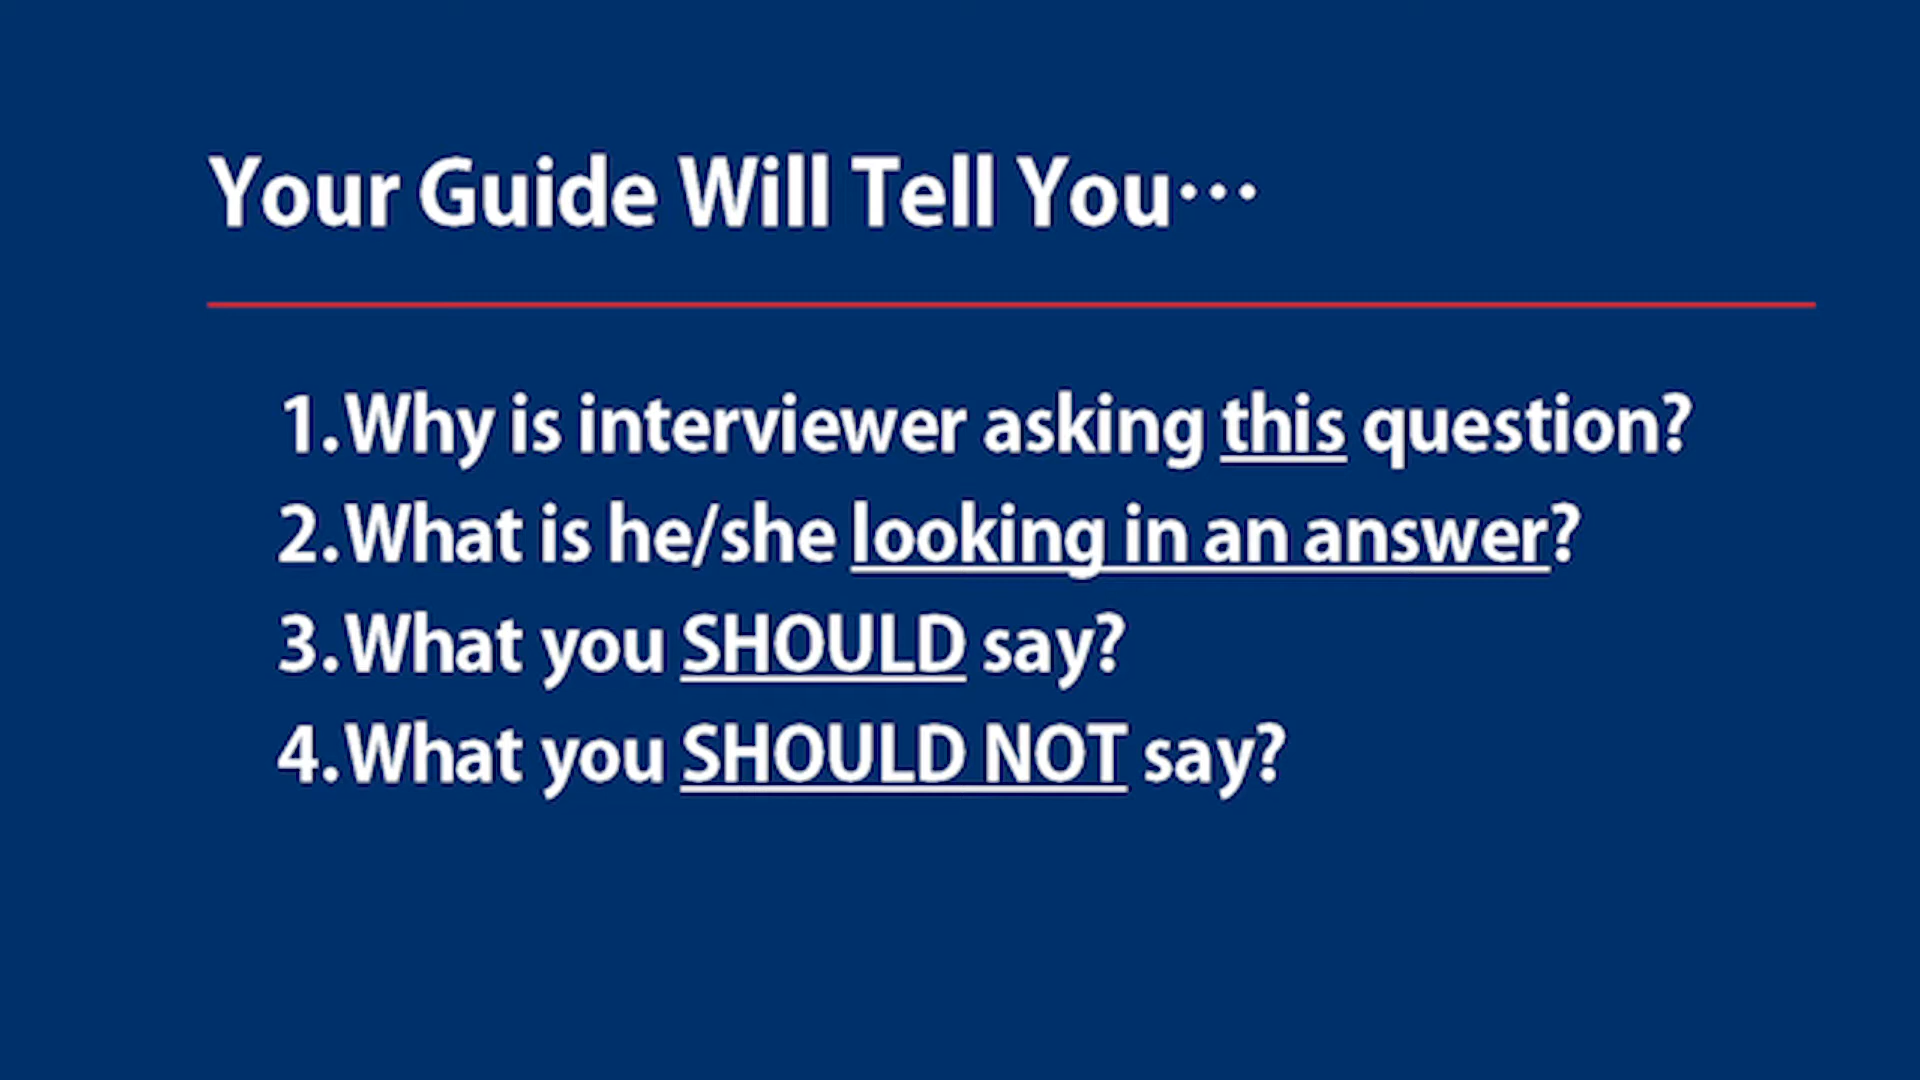 Your Guide Will Tell You…
1.Why is interviewer asking this question?
2.What is he/she looking in an answer?
3.What you SHOULD say?
4.What you SHOULD NOT say?